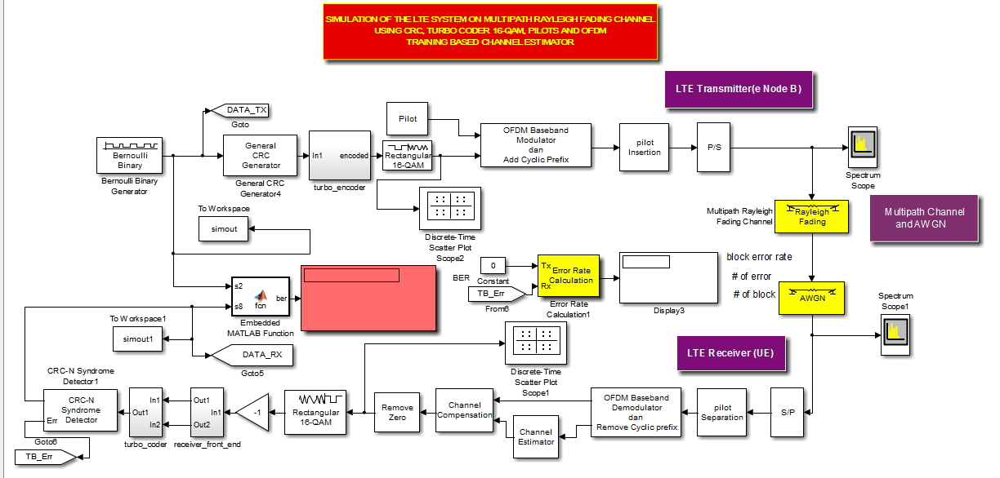 SIMULATION OF THE LTE SYSTEM ON MULTIPATH RAYLEIGH FADING CHANNEL
USING CRC, TURBO CODER 16-QAM, PILOTS AND OFDM
TRAINING BASED CHANNEL ESTIMATOR
LTE Transmitter(e Node B)
DATA_TX
Goto
Pilot
Bernoulli
Binary
Bernoulli Binary
Generator
General
CRC
Generator
General CRC
Generator4
In1
encoded
turbo_encoder
Rectangular
16-QAM
OFDM Baseband
Modulator
dan
Add Cyclic Prefix
pilot
Insertion
P/S
Spectrum
Scope
To Workspace
simout
Discrete-Time
Scatter Plot
Scope2
Multipath Rayleigh
Fading Channel
Rayleigh
Fading
Multipath Channel
and AWGN
s2
s8
fcn
ber
Embedded
MATLAB Function
BER
0
Constant
TB_Err
From6
Tx
Rx
Error Rate
Calculation
Error Rate
Calculation1
Display3
block error rate
# of error
# of block
AWGN
Spectrum
Scope1
To Workspace1
simout1
DATA_RX
Goto5
Discrete-Time
Scatter Plot
Scope1
LTE Receiver (UE)
CRC-N Syndrome
Detector1
CRC-N
Syndrome
Detector
Err
Goto6
TB_Err
In1
Out1
In2
turbo_coder
Out1
In1
Out2
receiver_front_end
-1
Rectangular
16-QAM
Remove
Zero
Channel
Compensation
Channel
Estimator
OFDM Baseband
Demodulator
dan
Remove Cyclic prefix
pilot
Separation
S/P